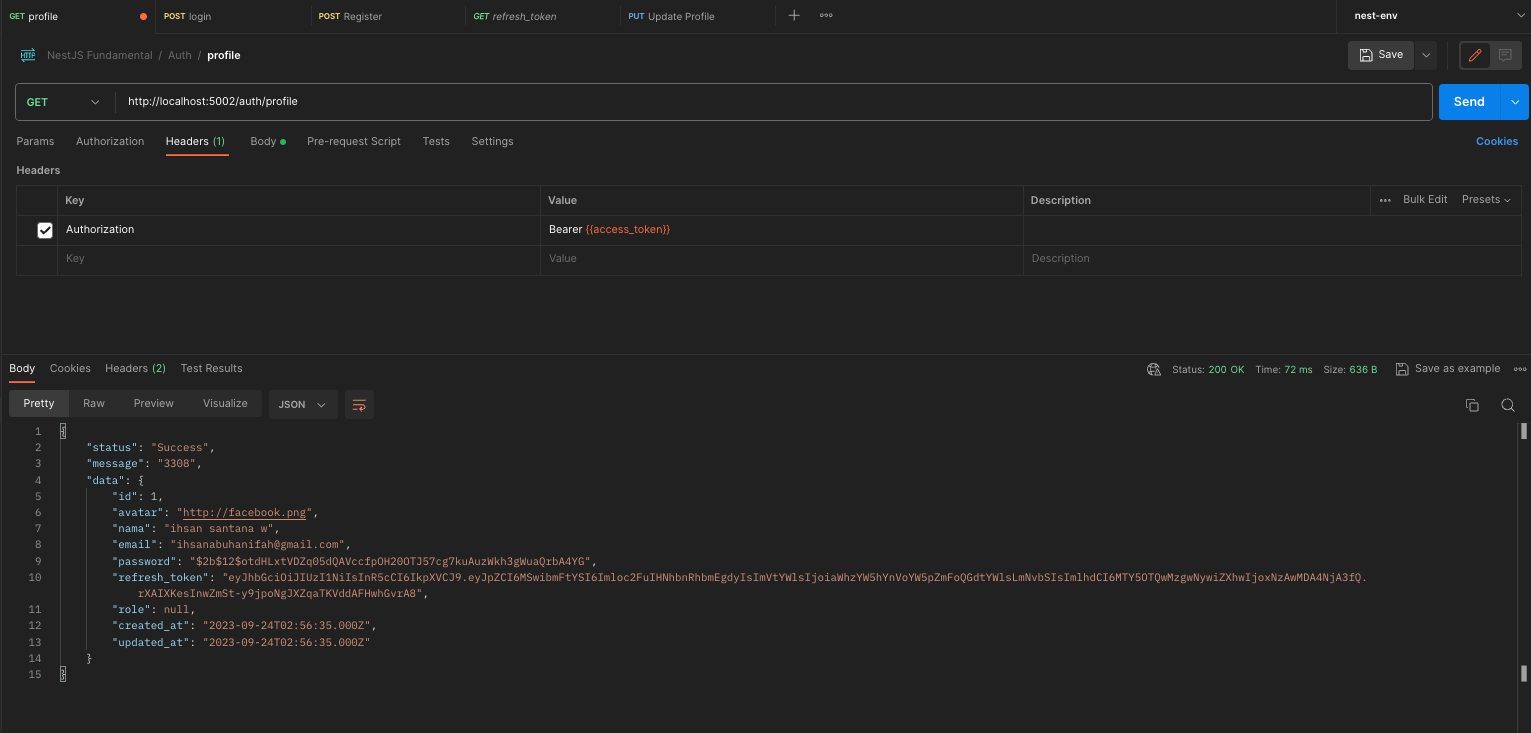 GET profile POST login POST Register GET refresh_token PUT Update Profile nest-env
HTTP NestJS Fundamental / Auth / profile Save
GET http://localhost:5002/auth/profile Send
Params Authorization Headers (1) Body Pre-request Script Tests Settings Cookies
Headers
Key Value Description Bulk Edit Presets
Authorization Bearer {{access_token}}
Key Value Description
Body Cookies Headers (2) Test Results Status: 200 OK Time: 72 ms Size: 636 B Save as example
Pretty Raw Preview Visualize JSON
1 {
2 "status": "Success",
3 "message": "3308",
4 "data": {
5 "id": 1,
6 "avatar": "http://facebook.png",
7 "nama": "ihsan santana w",
8 "email": "ihsanabuhanifah@gmail.com",
9 "password": "$2b$12$otdHLxtVDZq05dQAVccfpOH20OTJ57cg7kuAuzWkh3gWuaQrbA4YG",
10 "refresh_token": "eyJhbGciOiJIUzI1NiIsInR5cCI6IkpXVCJ9.eyJpZCI6MSwibmFtYSI6Imloc2FuIHNhbnRhbmEgdyIsImVtYWlsIjoiaWhzYW5hYnVoYW5pZmFoQGdtYWlsLmNvbSIsImlhdCI6MTY5OTQwMzgwNywiZXhwIjoxNzAwMDA4NjA3fQ.
rXAIXKesInwZmSt-y9jpoNgJXZqaTKVddAFHwhGvrA8",
11 "role": null,
12 "created_at": "2023-09-24T02:56:35.000Z",
13 "updated_at": "2023-09-24T02:56:35.000Z"
14 }
15 }